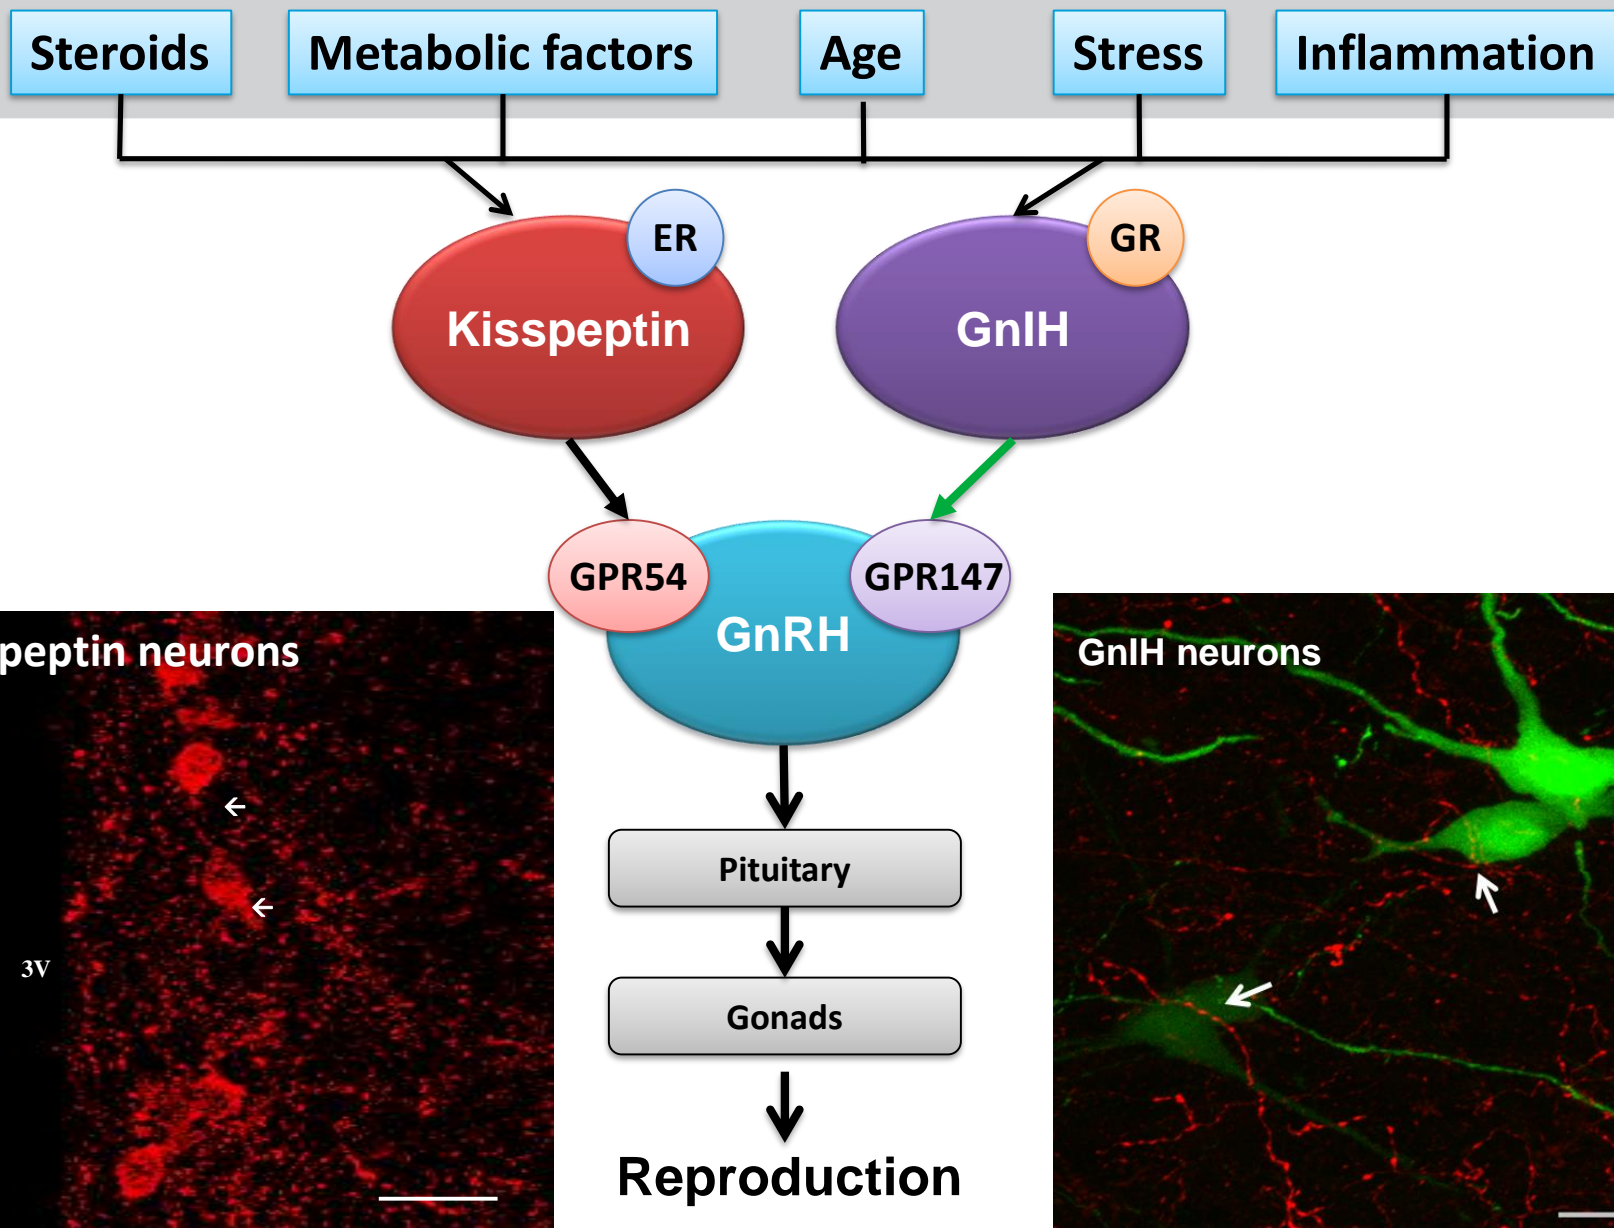 Steroids
Metabolic factors
Age
Stress
Inflammation
ER
GR
Kisspeptin
GnIH
GPR54
GPR147
GnRH
peptin neurons
GnIH neurons
Pituitary
3V
Gonads
Reproduction